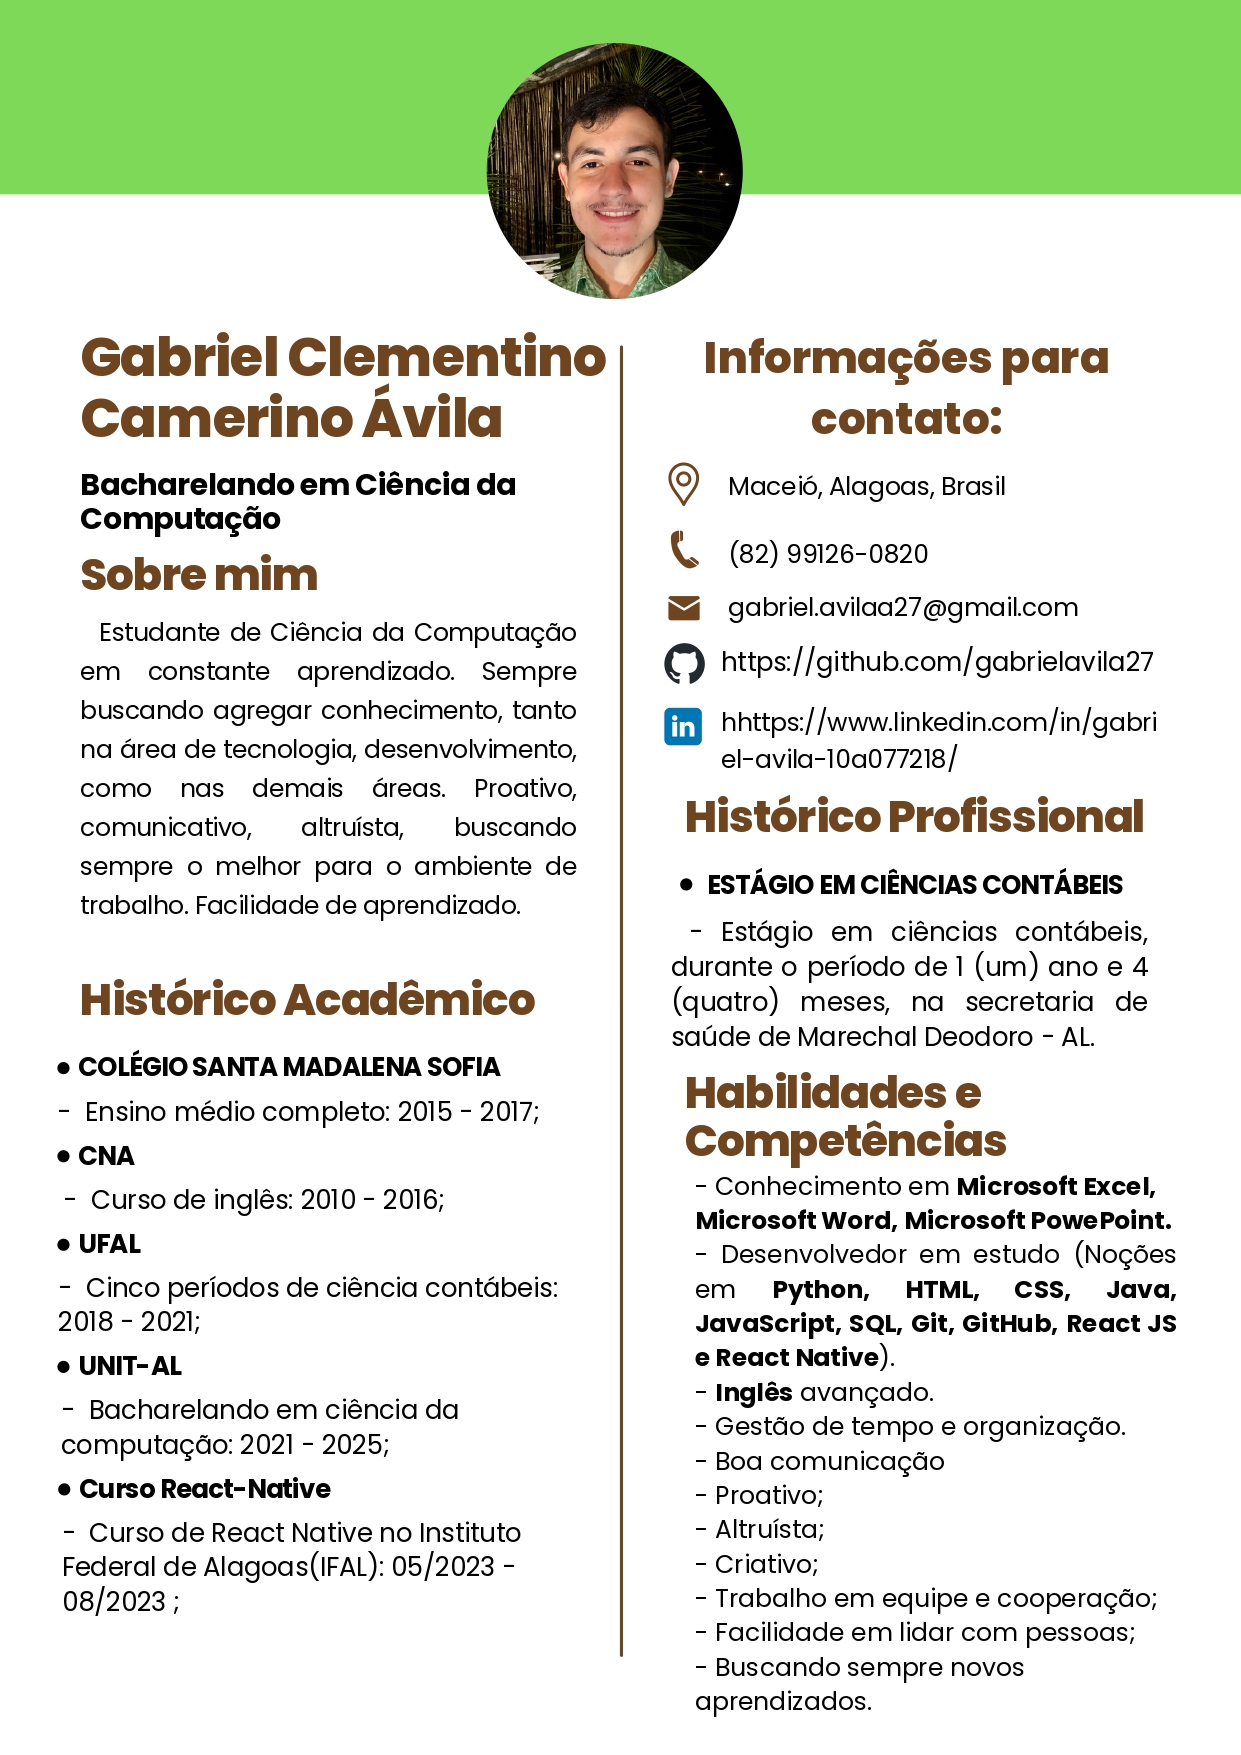 Gabriel Clementino
Camerino Ávila
Bacharelando em Ciência da
Computação
Sobre mim
Estudante de Ciência da Computação
em constante aprendizado. Sempre
buscando agregar conhecimento, tanto
na área de tecnologia, desenvolvimento,
como nas demais áreas. Proativo,
comunicativo, altruísta, buscando
sempre o melhor para o ambiente de
trabalho. Facilidade de aprendizado.
Histórico Acadêmico
• COLÉGIO SANTA MADALENA SOFIA
- Ensino médio completo: 2015 - 2017;
• CNA
- Curso de inglês: 2010 - 2016;
• UFAL
- Cinco períodos de ciência contábeis:
2018 - 2021;
• UNIT-AL
- Bacharelando em ciência da
computação: 2021 - 2025;
• Curso React-Native
- Curso de React Native no Instituto
Federal de Alagoas(IFAL): 05/2023 -
08/2023 ;
Informações para
contato:
Maceió, Alagoas, Brasil
(82) 99126-0820
gabriel.avilaa27@gmail.com
https://github.com/gabrielavila27
in
hhttps://www.linkedin.com/in/gabri
el-avila-10a077218/
Histórico Profissional
• ESTÁGIO EM CIÊNCIAS CONTÁBEIS
- Estágio em ciências contábeis,
durante o período de 1 (um) ano e 4
(quatro) meses, na secretaria de
saúde de Marechal Deodoro - AL.
Habilidades e
Competências
- Conhecimento em Microsoft Excel,
Microsoft Word, Microsoft PowePoint.
- Desenvolvedor em estudo (Noções
em Python, HTML, CSS, Java,
JavaScript, SQL, Git, GitHub, React JS
e React Native).
- Inglês avançado.
- Gestão de tempo e organização.
- Boa comunicação
- Proativo;
- Altruísta;
- Criativo;
- Trabalho em equipe e cooperação;
- Facilidade em lidar com pessoas;
- Buscando sempre novos
aprendizados.